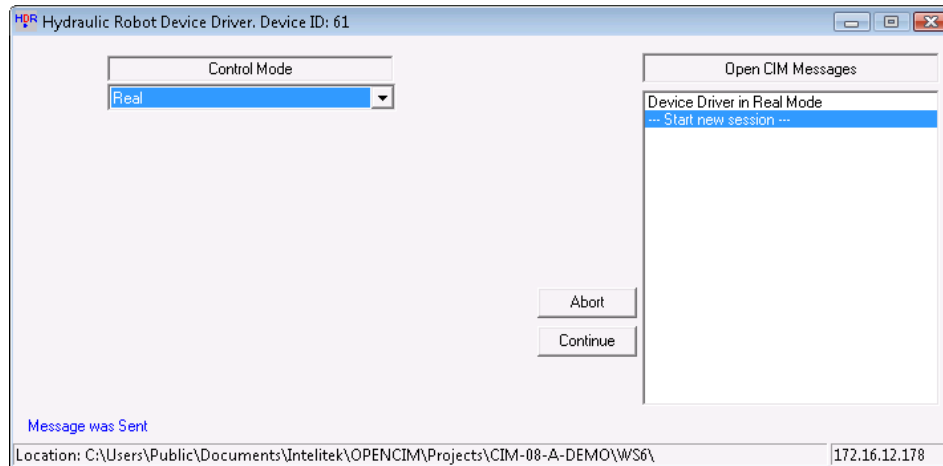 HDR Hydraulic Robot Device Driver. Device ID: 61
Control Mode
Real
Open CIM Messages
Device Driver in Real Mode
--- Start new session ---
Abort
Continue
Message was Sent
Location: C:\Users\Public\Documents\Intelitek\OPENCIM\Projects\CIM-08-A-DEMO\WS6\
172.16.12.178